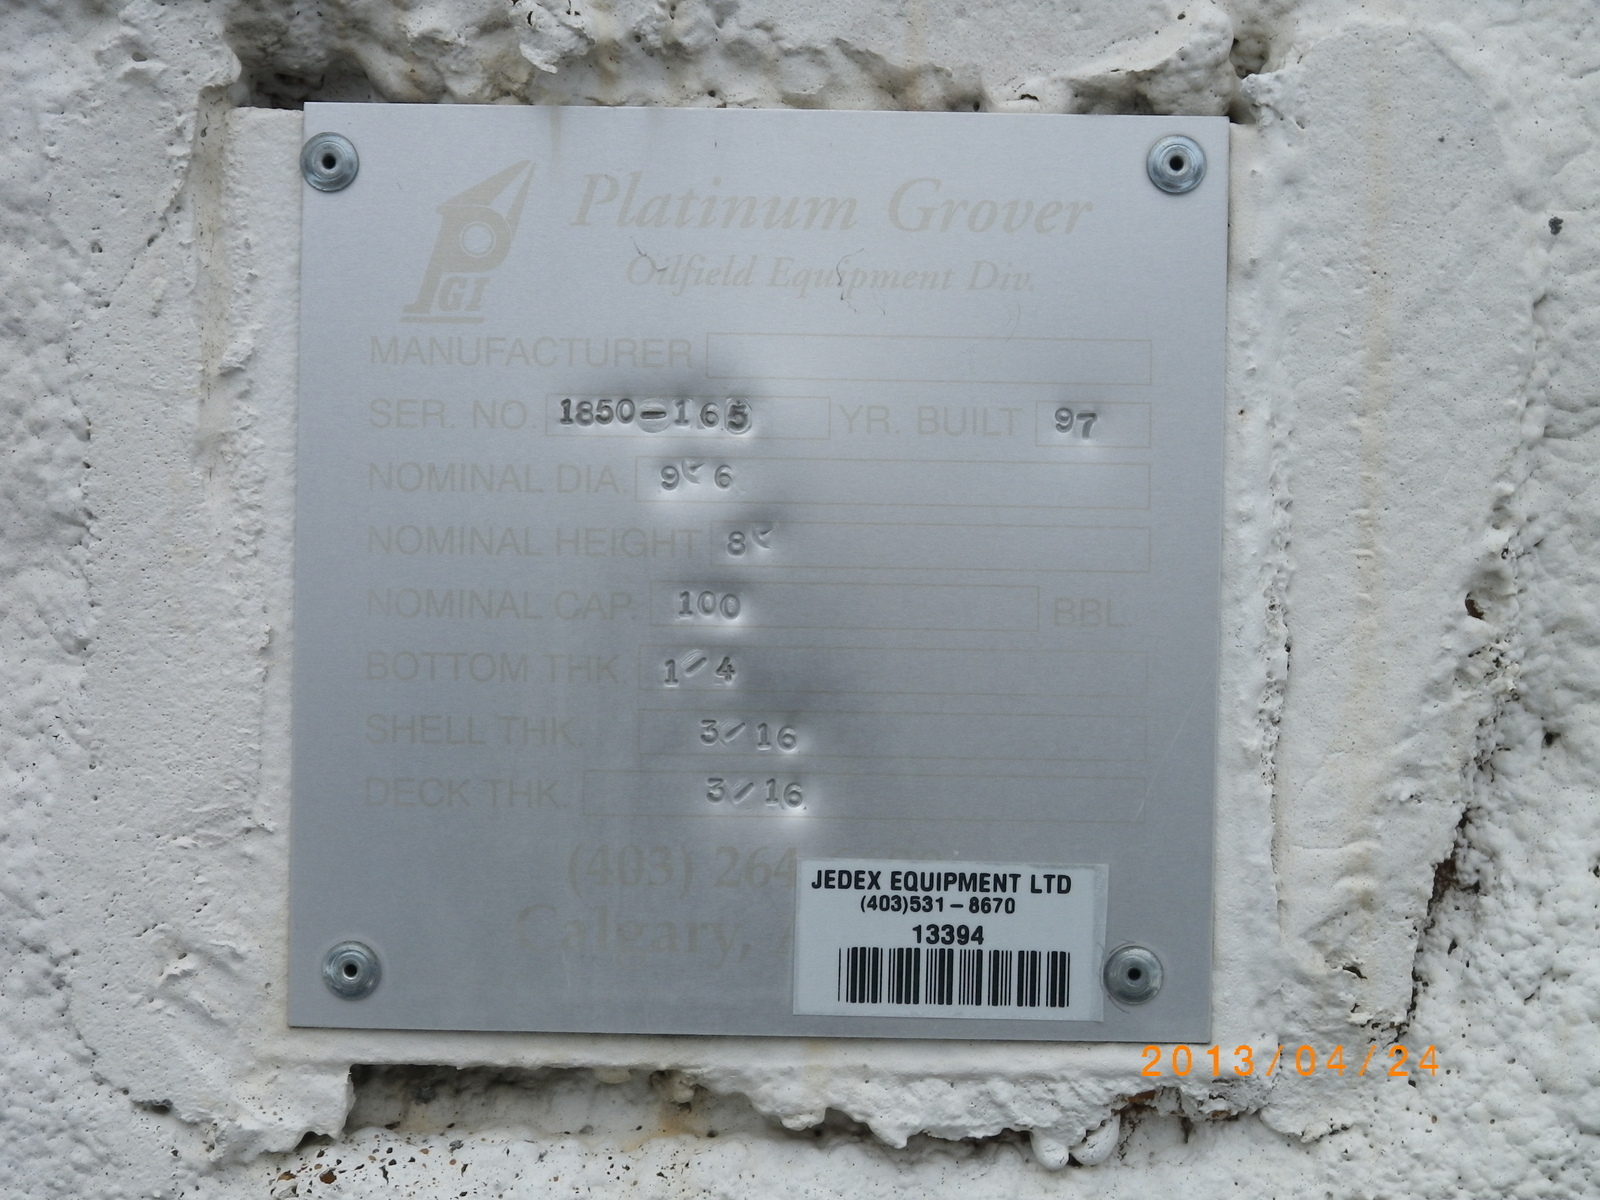 PGI
Platinum Grover
Oilfield Equipment Div.
MANUFACTURER
SER. NO. 1850-165 YR. BUILT 97
NOMINAL DIA. 9' 6
NOMINAL HEIGHT 8'
NOMINAL CAP. 100 BBL.
BOTTOM THK. 1/4
SHELL THK. 3/16
DECK THK. 3/16
(403) 264
Calgary,
JEDEX EQUIPMENT LTD
(403)531-8670
13394
2013/04/24